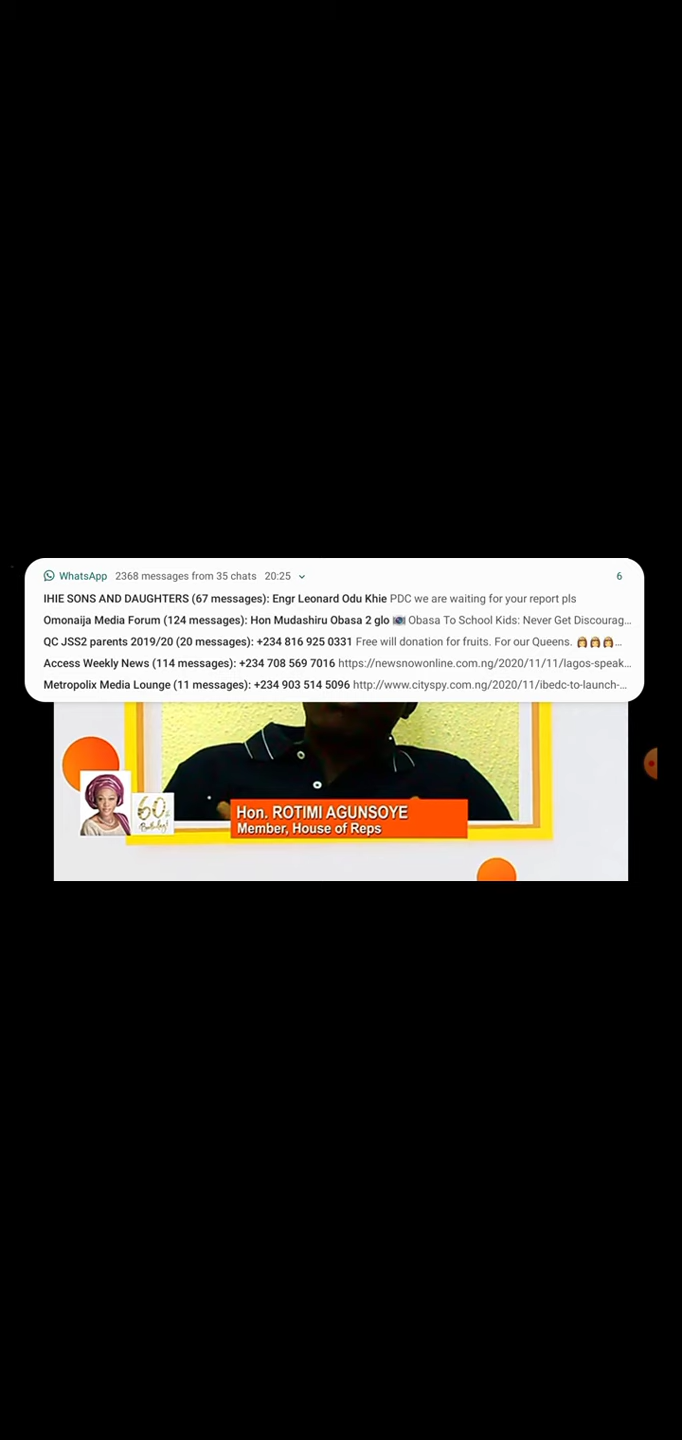 WhatsApp 2368 messages from 35 chats 20:25 6
IHIE SONS AND DAUGHTERS (67 messages): Engr Leonard Odu Khie PDC we are waiting for your report pls
Omonaija Media Forum (124 messages): Hon Mudashiru Obasa 2 glo 📷 Obasa To School Kids: Never Get Discourag...
QC JSS2 parents 2019/20 (20 messages): +234 816 925 0331 Free will donation for fruits. For our Queens. 👸👸👸...
Access Weekly News (114 messages): +234 708 569 7016 https://newsnowonline.com.ng/2020/11/11/lagos-speak...
Metropolix Media Lounge (11 messages): +234 903 514 5096 http://www.cityspy.com.ng/2020/11/ibedc-to-launch-...
60th
Birthday!
Hon. ROTIMI AGUNSOYE
Member, House of Reps